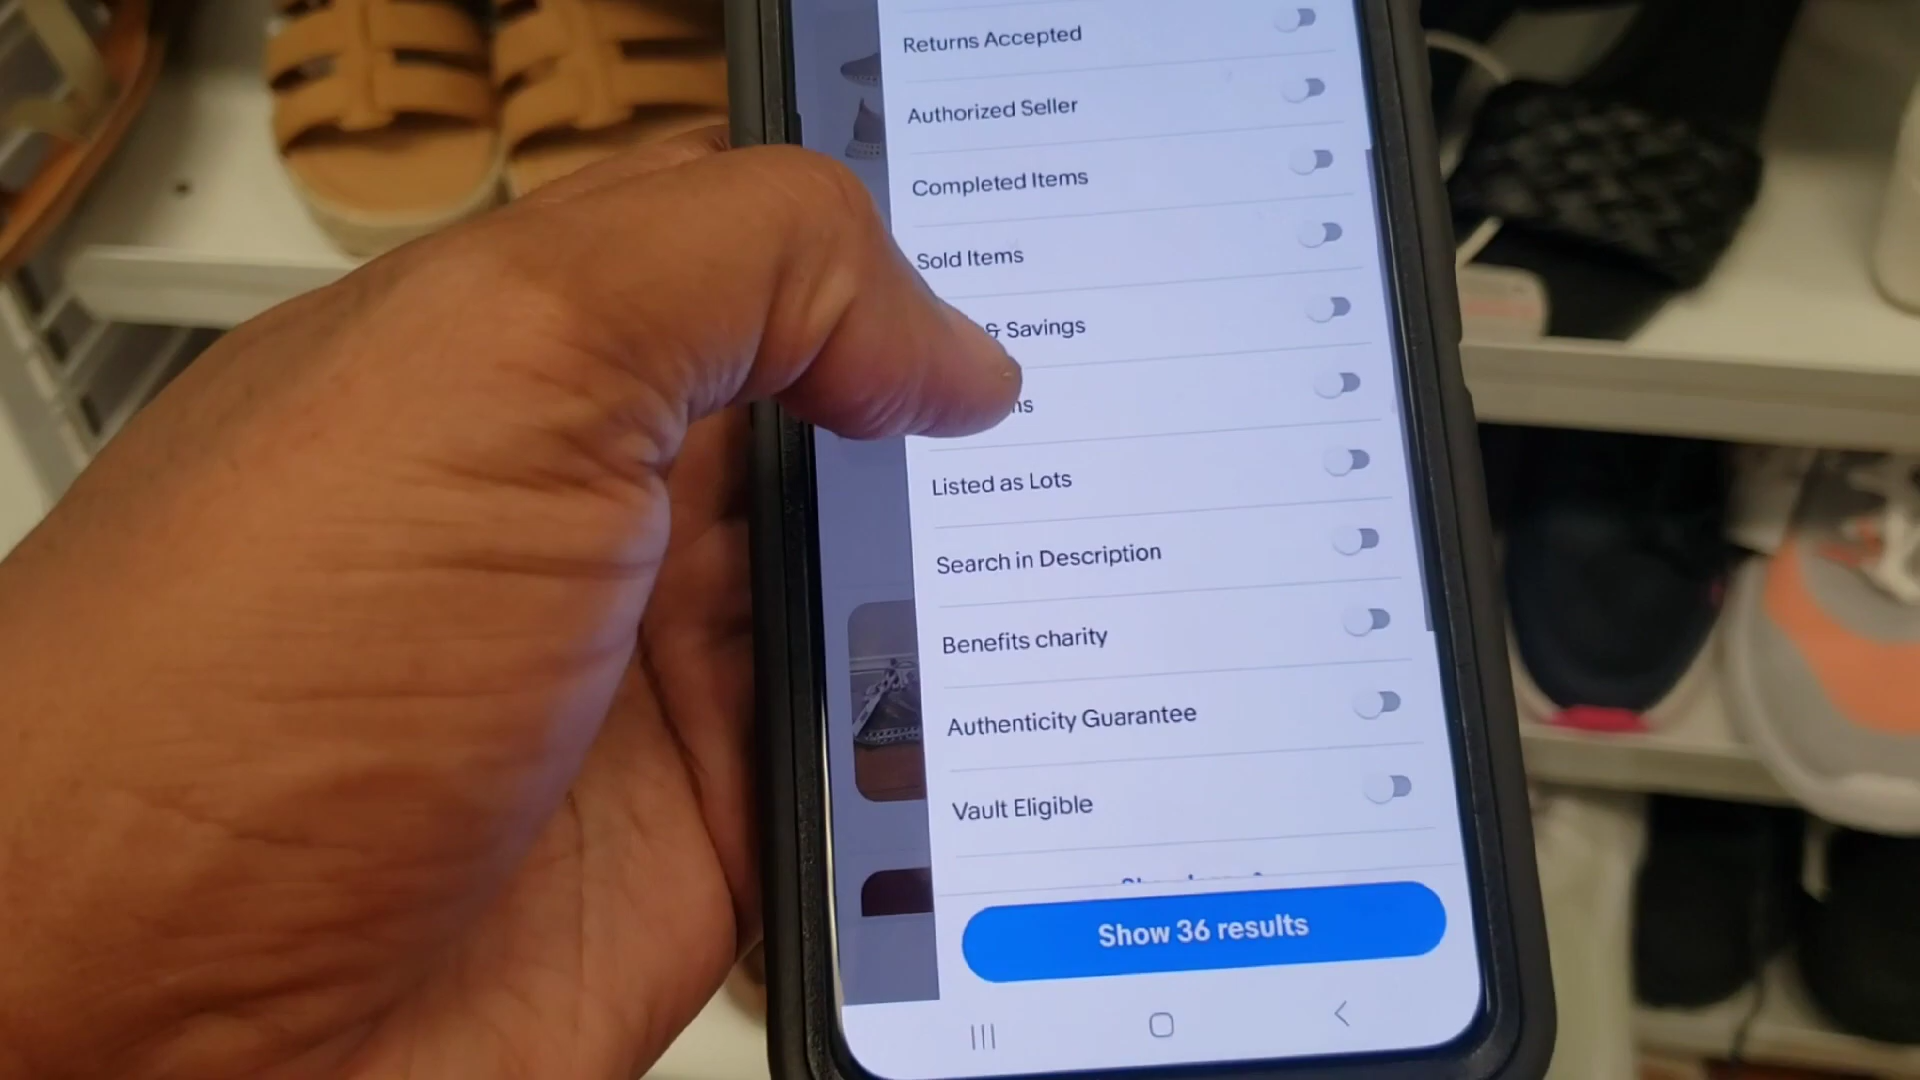 Returns Accepted
Authorized Seller
Completed Items
Sold Items
& Savings
Listed as Lots
Search in Description
Benefits charity
Authenticity Guarantee
Vault Eligible
Show 36 results